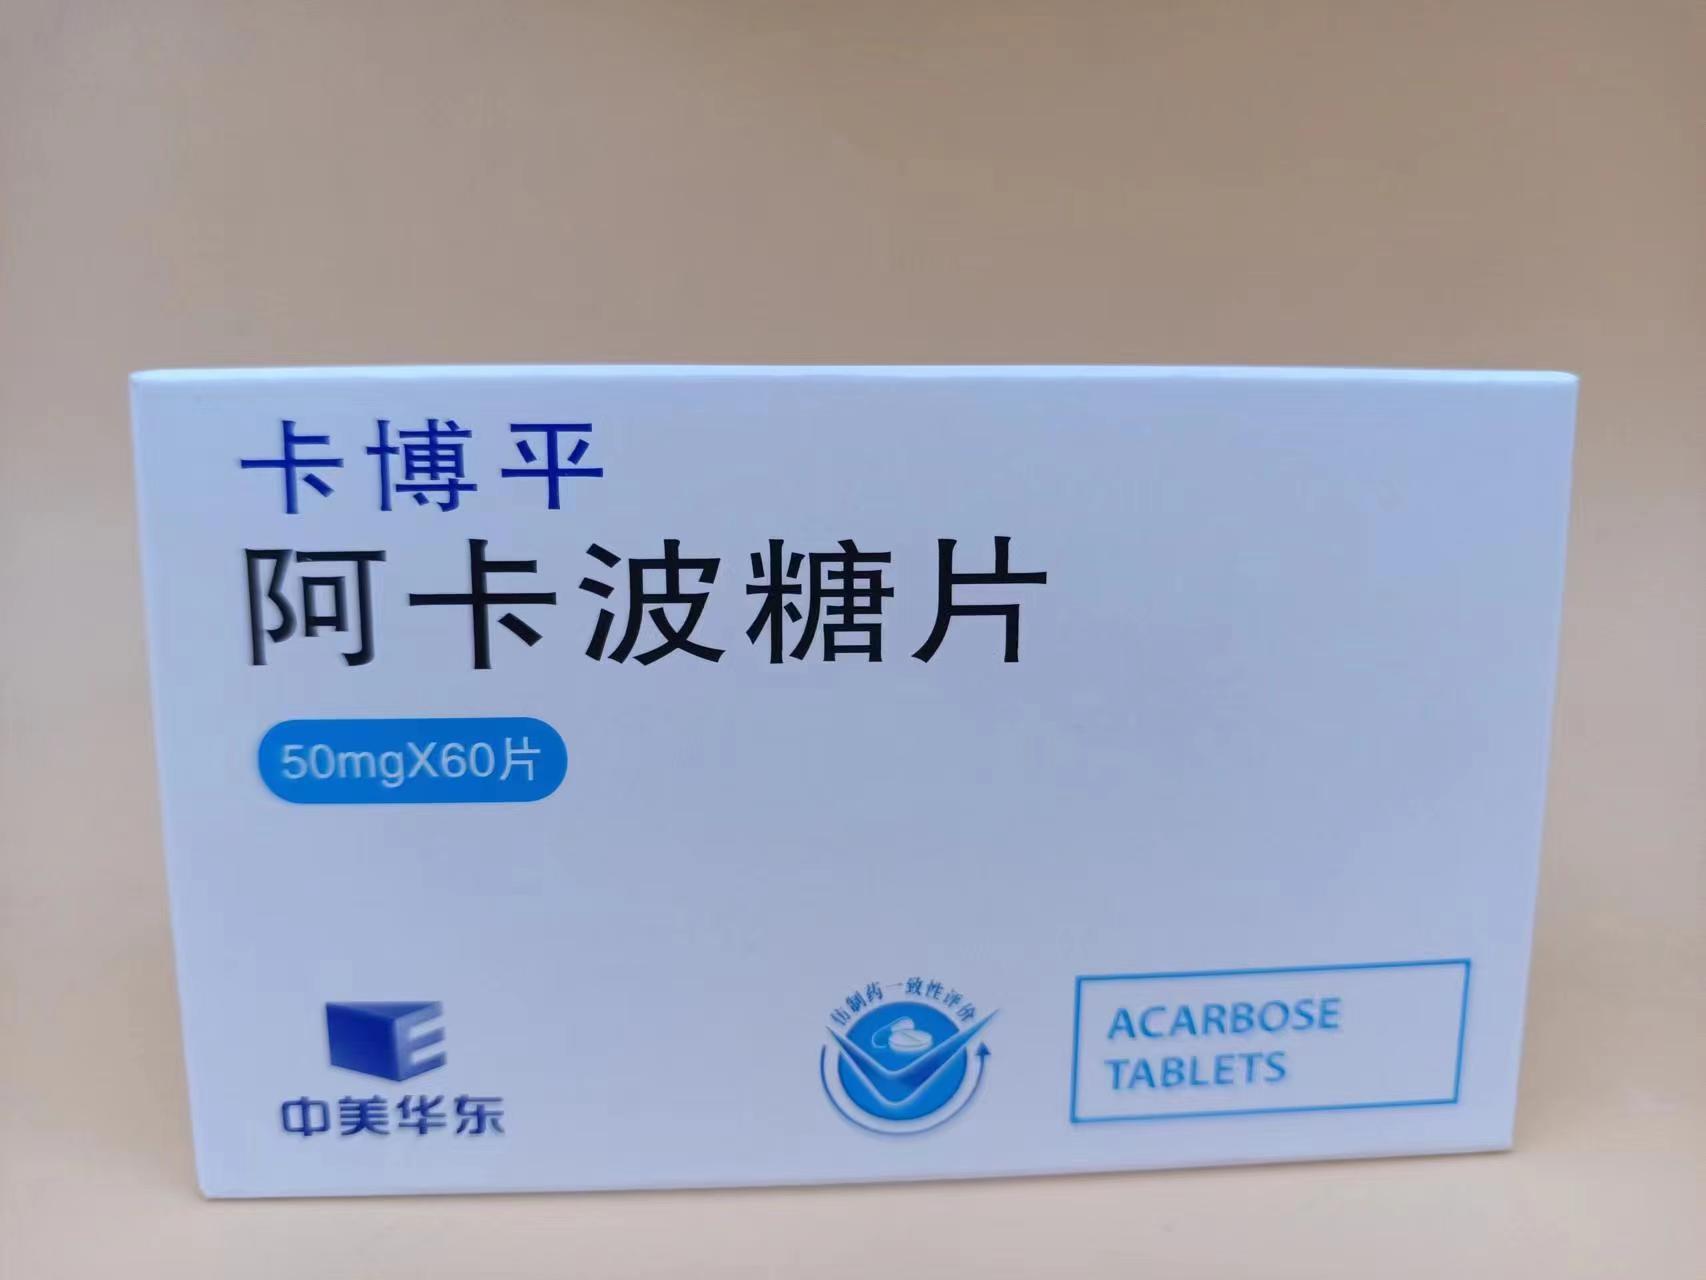 卡博平
阿卡波糖片
50mgX60片
中美华东
仿制药一致性评价
ACARBOSE
TABLETS